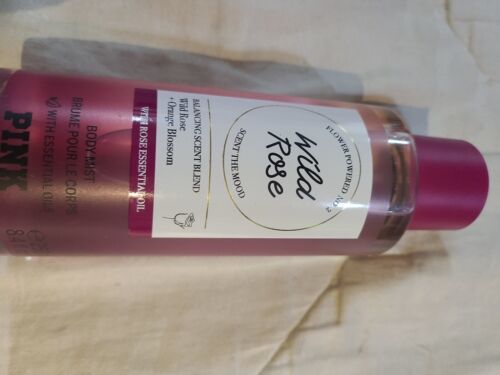 FLOWER POWERED NO. 2
Wild
Rose
SCENT THE MOOD
BALANCING SCENT BLEND
Wild Rose
+ Orange Blossom
WITH ROSE ESSENTIAL OIL
BODY MIST
BRUME POUR LE CORPS
WITH ESSENTIAL OILS
PINK